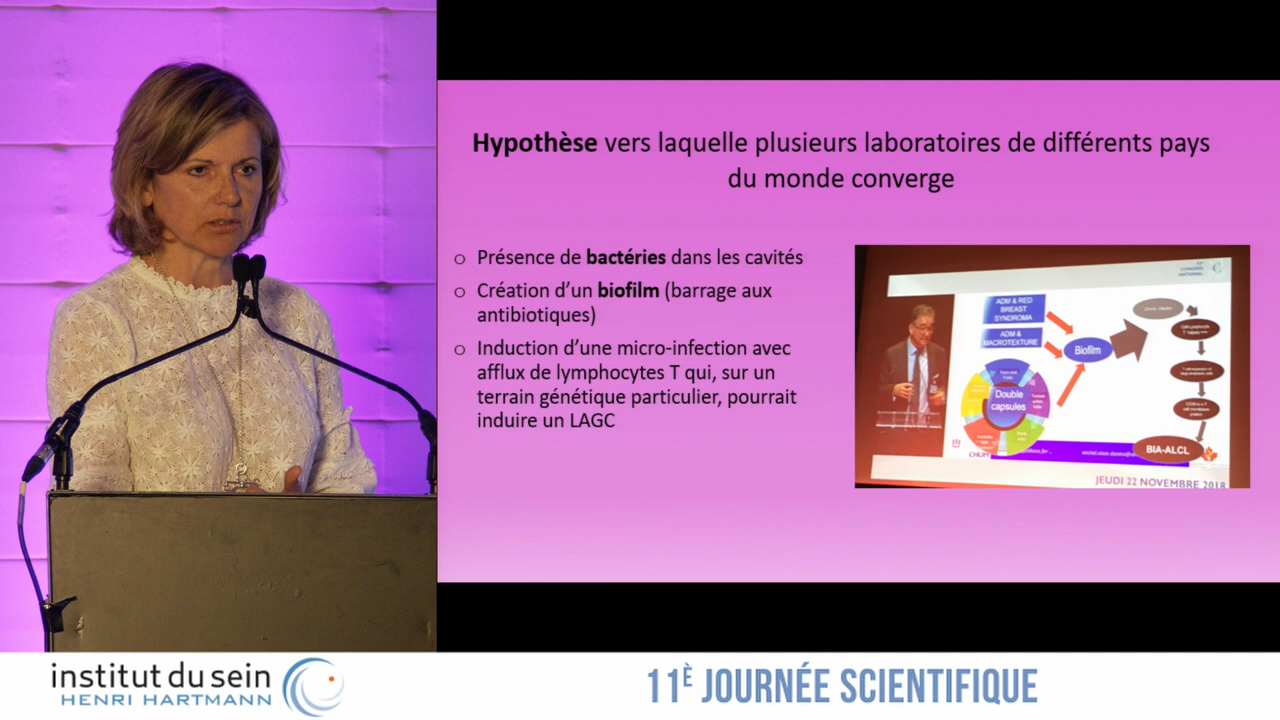 Hypothèse vers laquelle plusieurs laboratoires de différents pays
du monde converge
o Présence de bactéries dans les cavités
o Création d'un biofilm (barrage aux
antibiotiques)
o Induction d'une micro-infection avec
afflux de lymphocytes T qui, sur un
terrain génétique particulier, pourrait
induire un LAGC
ADM & RED
BREAST
SYNDROMA
ADM &
MACROTEXTURE
Biofilm
Double
capsules
BIA-ALCL
CHUM
JEUDI 22 NOVEMBRE 2018
institut du sein
HENRI HARTMANN
11È JOURNÉE SCIENTIFIQUE